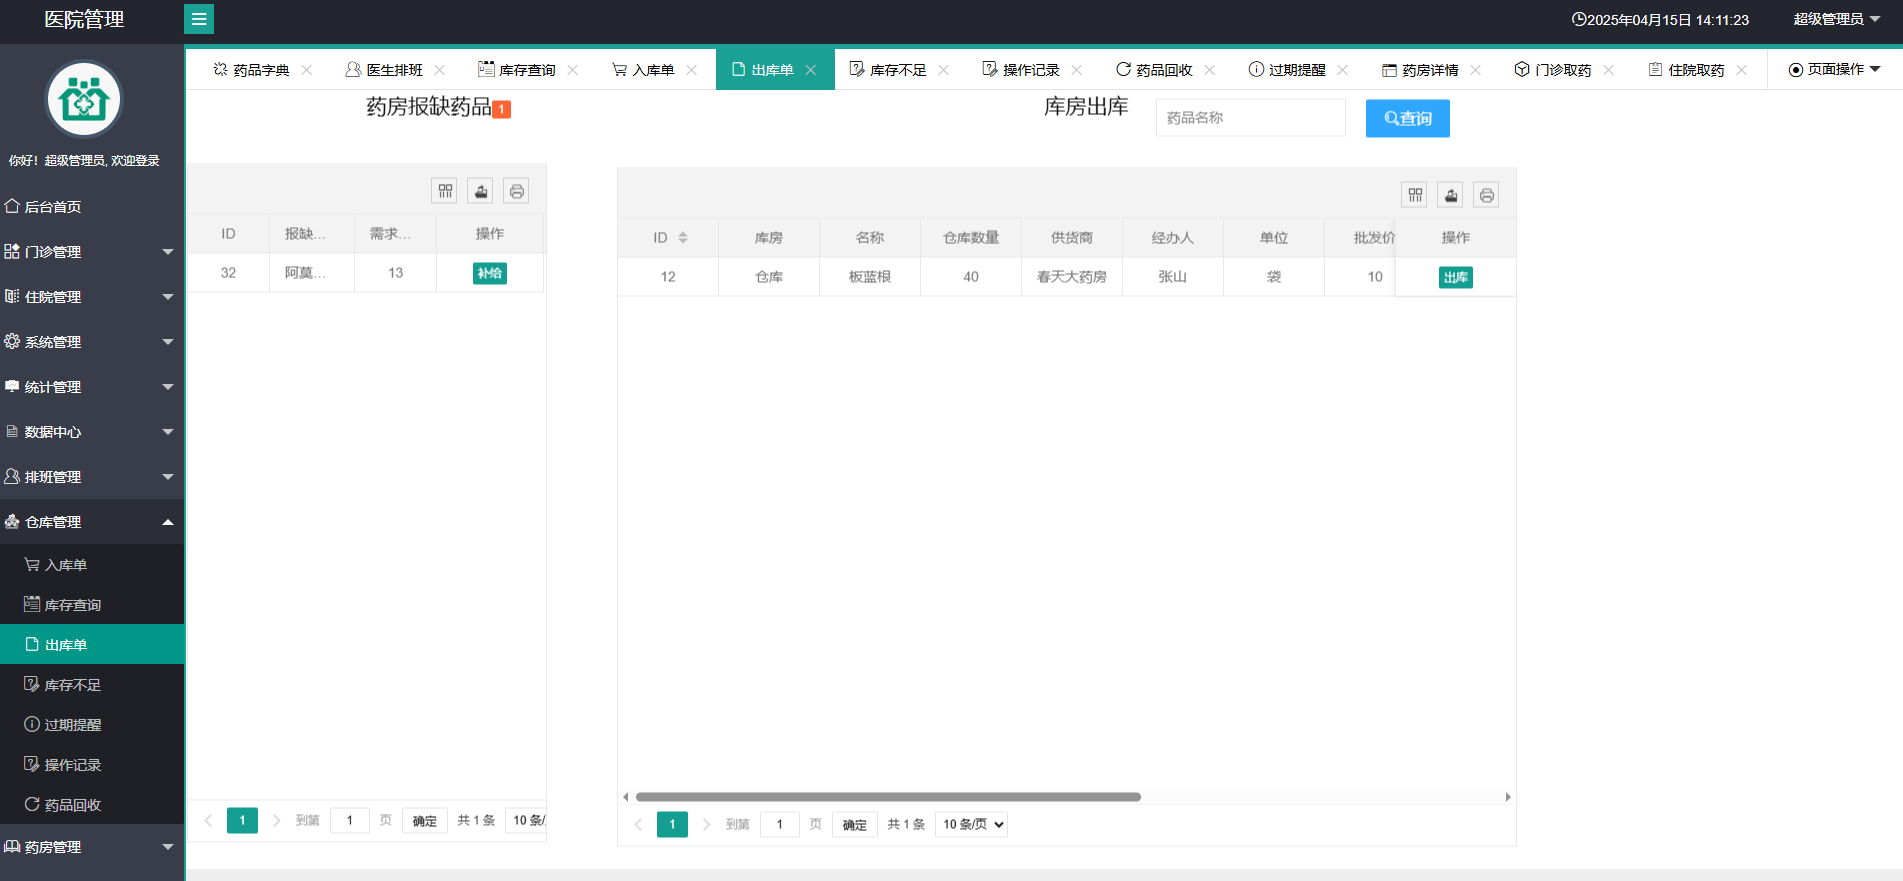 医院管理
2025年04月15日 14:11:23
超级管理员
你好！超级管理员, 欢迎登录
后台首页
门诊管理
住院管理
系统管理
统计管理
数据中心
排班管理
仓库管理
入库单
库存查询
出库单
库存不足
过期提醒
操作记录
药品回收
药房管理
药品字典 医生排班 库存查询 入库单 出库单 库存不足 操作记录 药品回收 过期提醒 药房详情 门诊取药 住院取药 页面操作
药房报缺药品 1
ID 报缺... 需求... 操作
32 阿莫... 13 补给
1 到第 1 页 确定 共 1 条 10 条/
库房出库 药品名称 查询
ID 库房 名称 仓库数量 供货商 经办人 单位 批发价 操作
12 仓库 板蓝根 40 春天大药房 张山 袋 10 出库
1 到第 1 页 确定 共 1 条 10 条/页